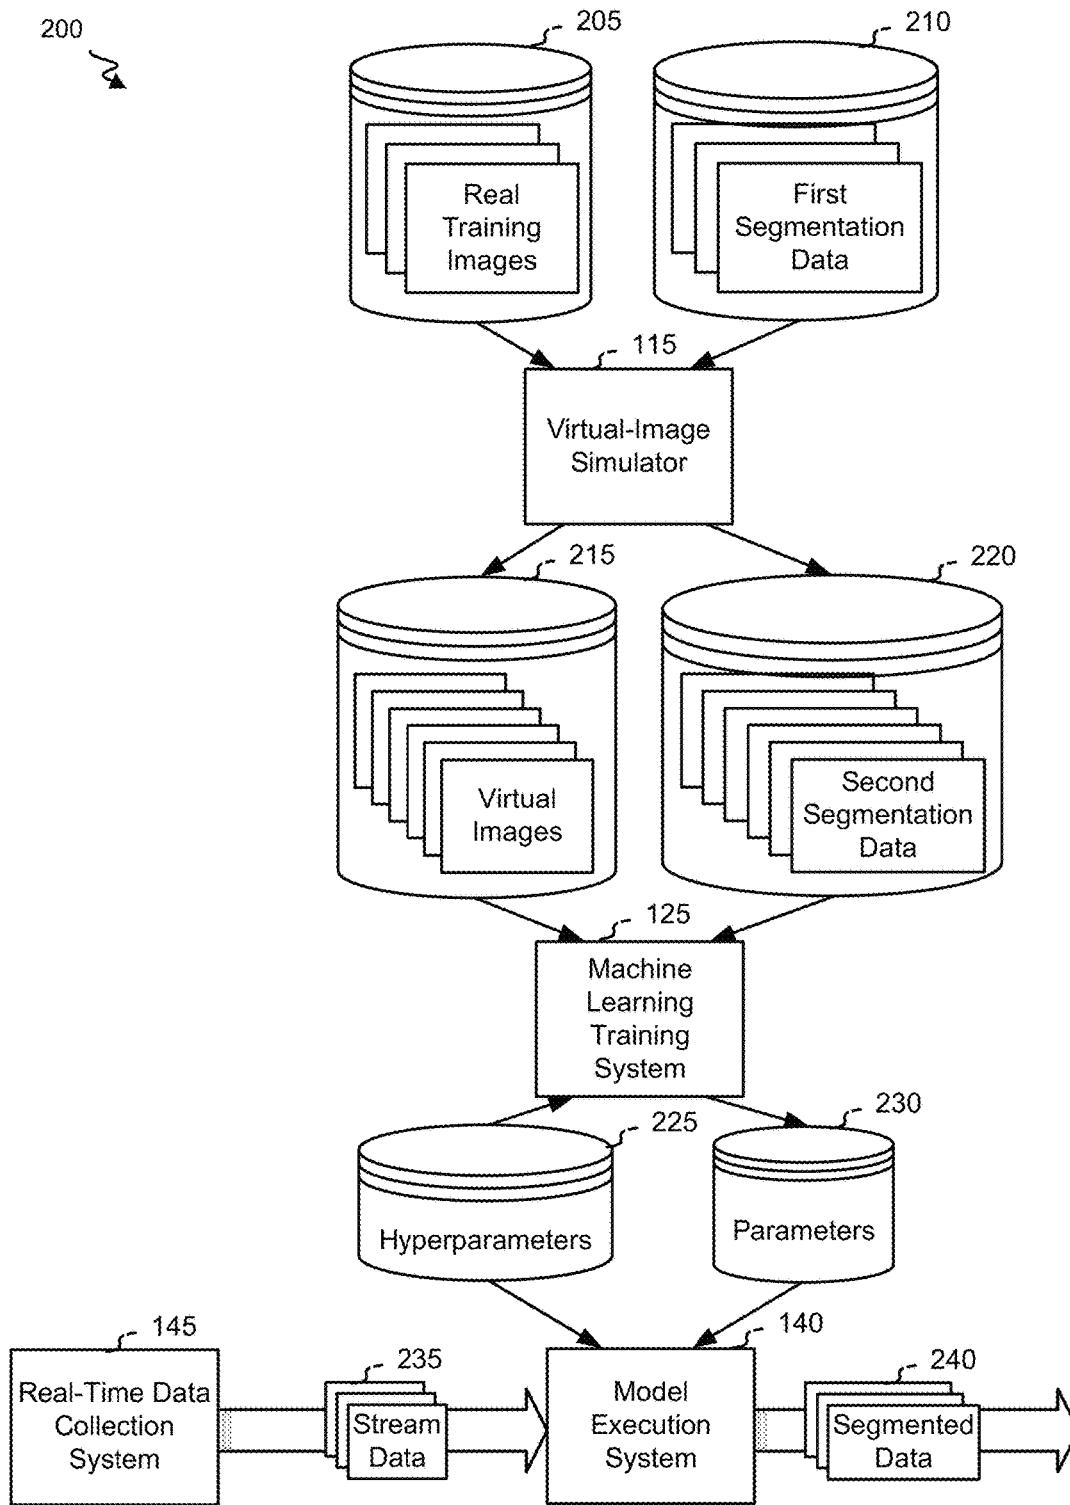 200
205
210
Real
Training
Images
First
Segmentation
Data
115
Virtual-Image
Simulator
215
220
Virtual
Images
Second
Segmentation
Data
125
Machine
Learning
Training
System
225
230
Hyperparameters
Parameters
145
235
140
240
Real-Time Data
Collection
System
Stream
Data
Model
Execution
System
Segmented
Data